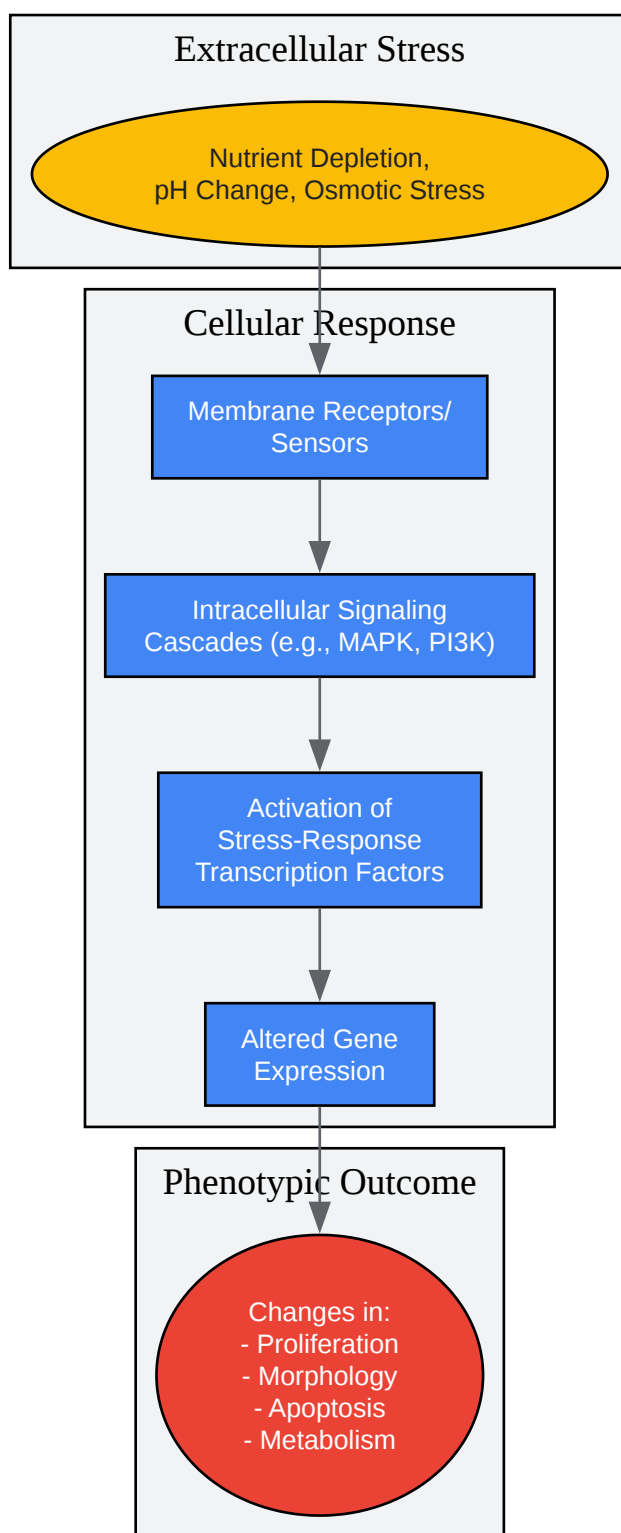 Extracellular Stress
Nutrient Depletion,
pH Change, Osmotic Stress
Cellular Response
Membrane Receptors/
Sensors
Intracellular Signaling
Cascades (e.g., MAPK, PI3K)
Activation of
Stress-Response
Transcription Factors
Altered Gene
Expression
Phenotypic Outcome
Changes in:
- Proliferation
- Morphology
- Apoptosis
- Metabolism